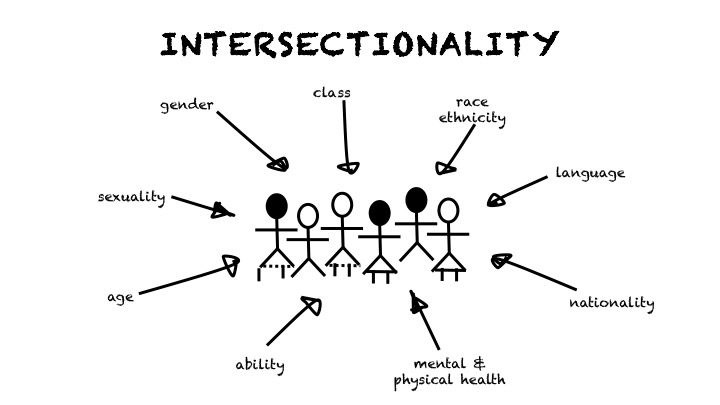 INTERSECTIONALITY
class
gender
race
ethnicity
language
sexuality
age
nationality
ability
mental &
physical health